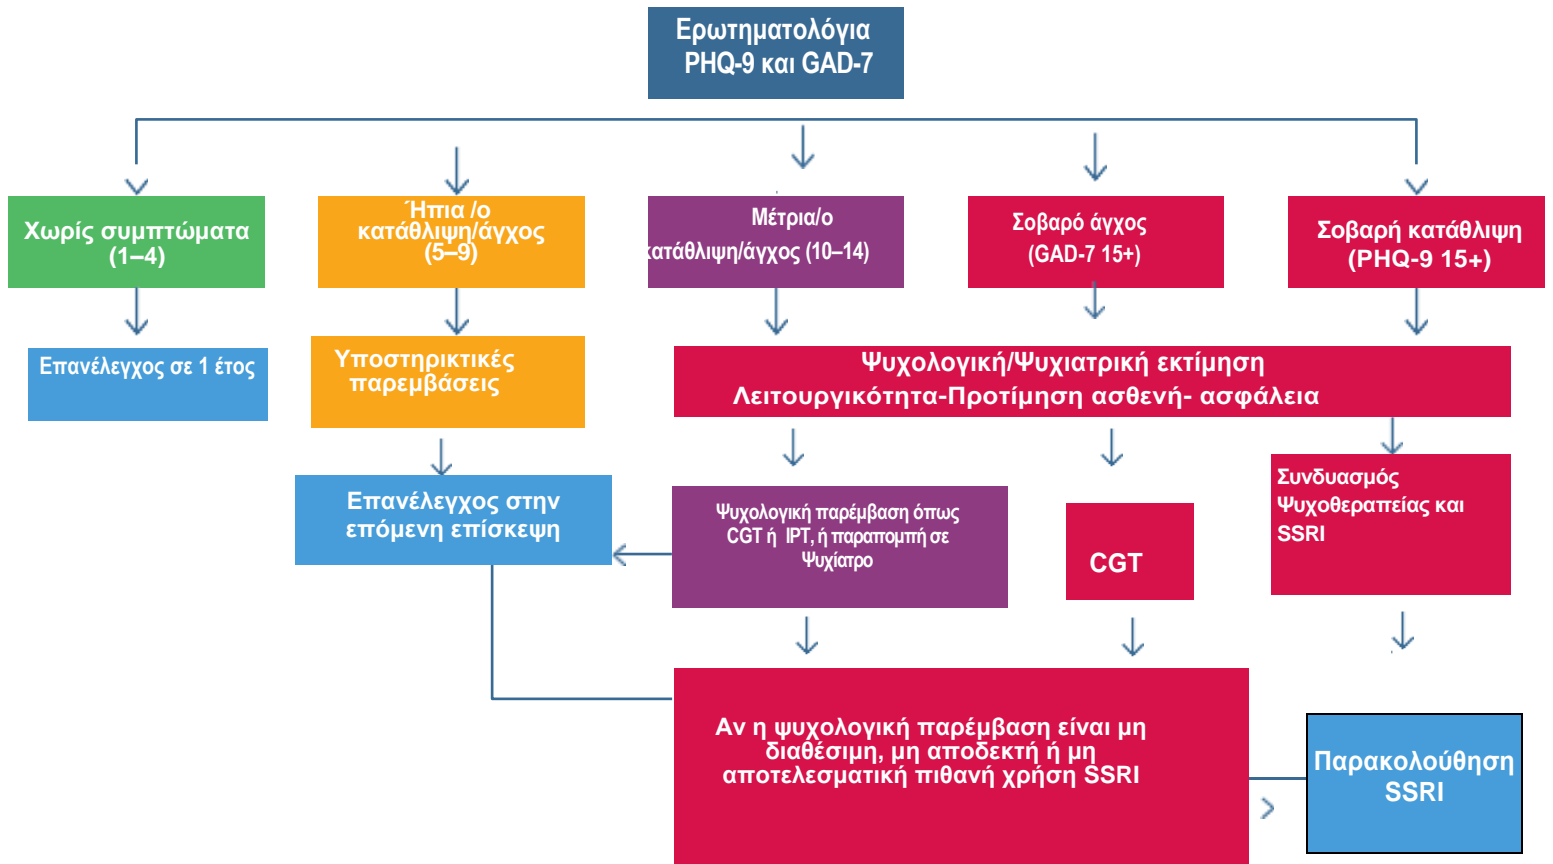 Ερωτηματολόγια
PHQ-9 και GAD-7
Χωρίς συμπτώματα
(1–4)
Ήπια /ο
κατάθλιψη/άγχος
(5–9)
Μέτρια/ο
κατάθλιψη/άγχος (10–14)
Σοβαρό άγχος
(GAD-7 15+)
Σοβαρή κατάθλιψη
(PHQ-9 15+)
Επανέλεγχος σε 1 έτος
Υποστηρικτικές
παρεμβάσεις
Ψυχολογική/Ψυχιατρική εκτίμηση
Λειτουργικότητα-Προτίμηση ασθενή- ασφάλεια
Επανέλεγχος στην
επόμενη επίσκεψη
Ψυχολογική παρέμβαση όπως
CGT ή IPT, ή παραπομπή σε
Ψυχίατρο
CGT
Συνδυασμός
Ψυχοθεραπείας και
SSRI
Αν η ψυχολογική παρέμβαση είναι μη
διαθέσιμη, μη αποδεκτή ή μη
αποτελεσματική πιθανή χρήση SSRI
Παρακολούθηση
SSRI